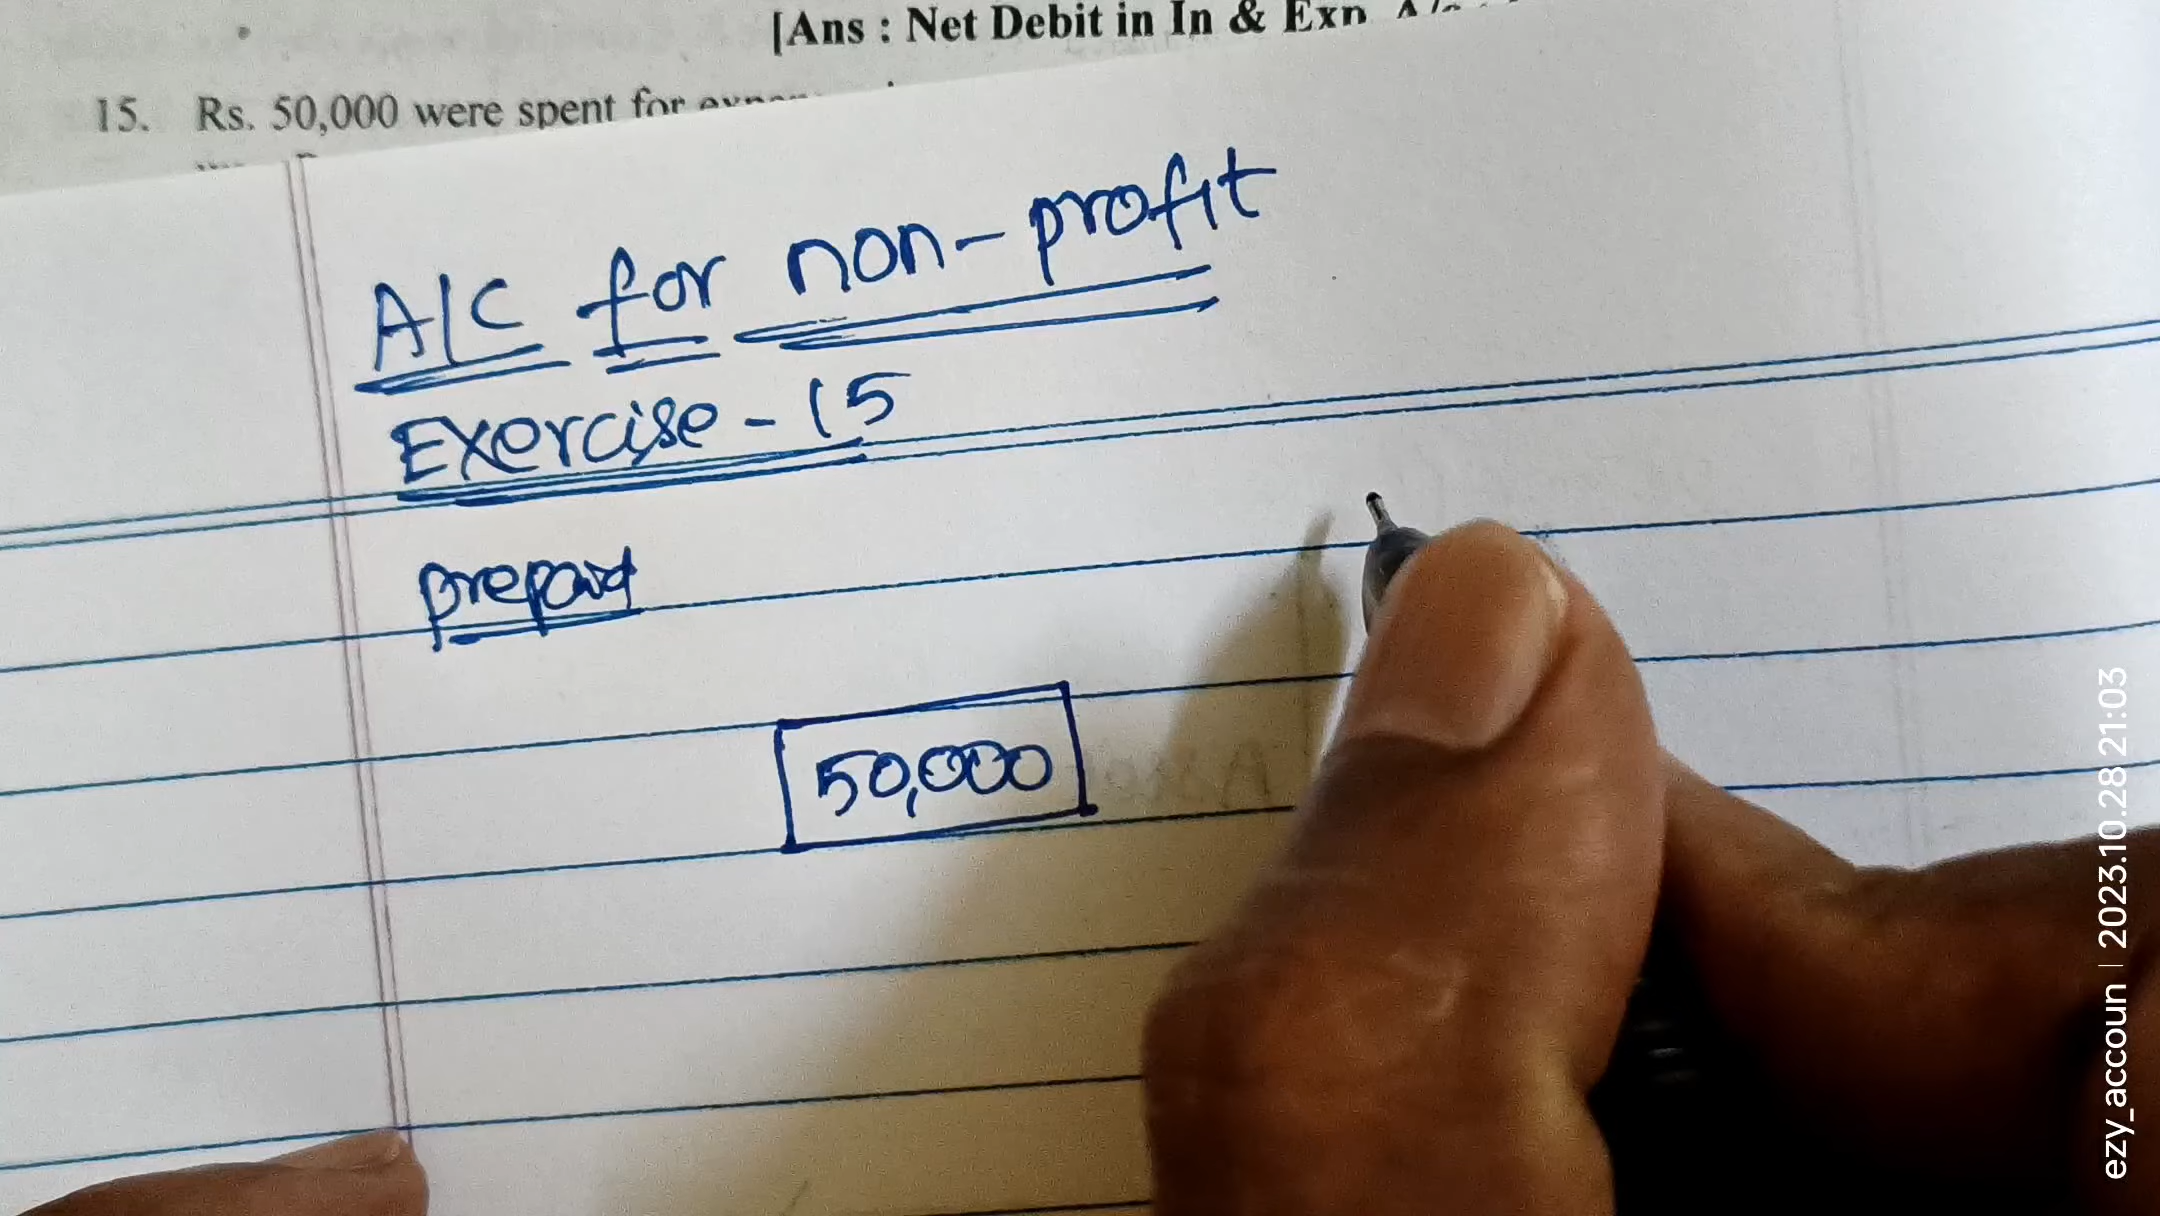 [Ans : Net Debit in In & Exp. A/c
15. Rs. 50,000 were spent for
A/C for non-profit
Exercise - 15
prepaid
50,000
ezy_accoun | 2023.10.28 21:03